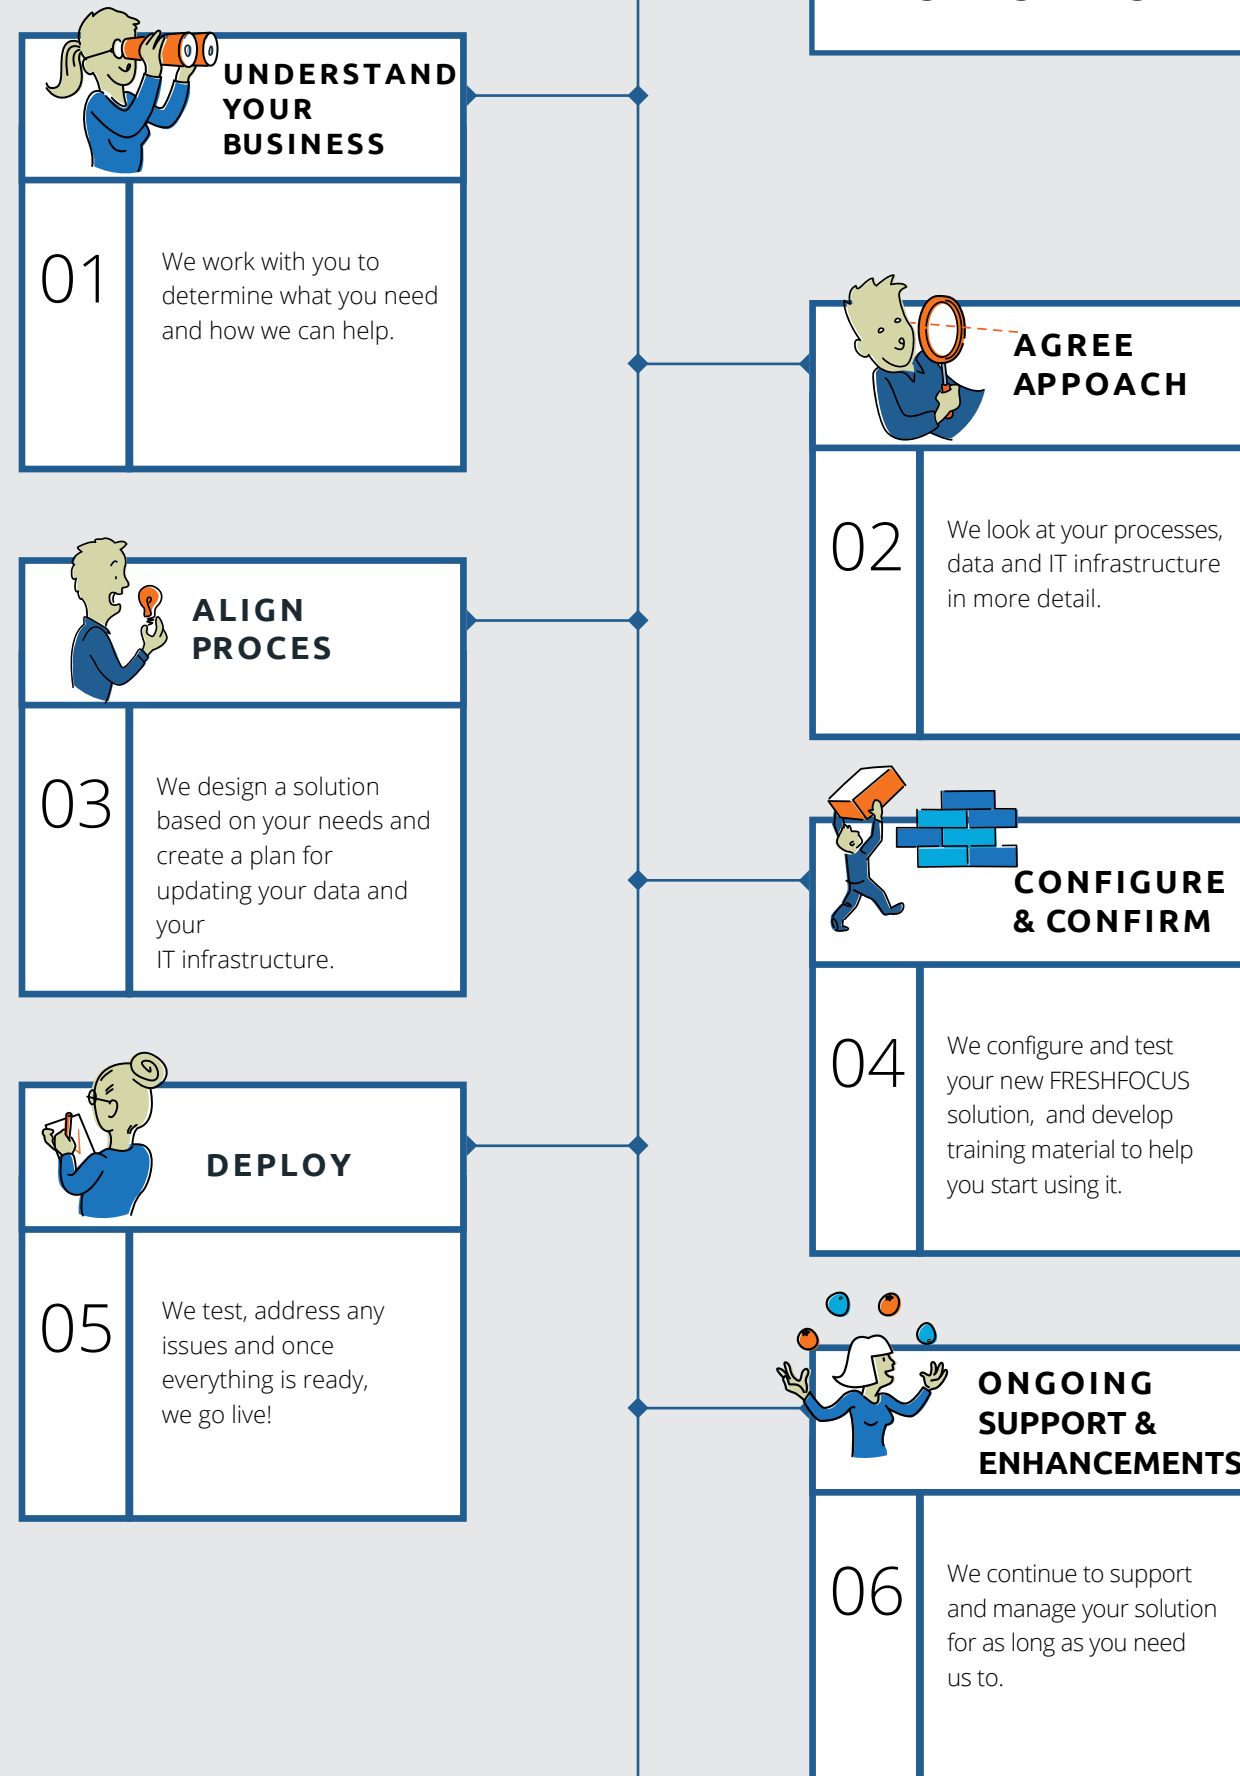 UNDERSTAND
YOUR
BUSINESS
01
We work with you to
determine what you need
and how we can help.
AGREE
APPOACH
02
We look at your processes,
data and IT infrastructure
in more detail.
ALIGN
PROCES
03
We design a solution
based on your needs and
create a plan for
updating your data and
your
IT infrastructure.
CONFIGURE
& CONFIRM
04
We configure and test
your new FRESHFOCUS
solution, and develop
training material to help
you start using it.
DEPLOY
05
We test, address any
issues and once
everything is ready,
we go live!
ONGOING
SUPPORT &
ENHANCEMENTS
06
We continue to support
and manage your solution
for as long as you need
us to.